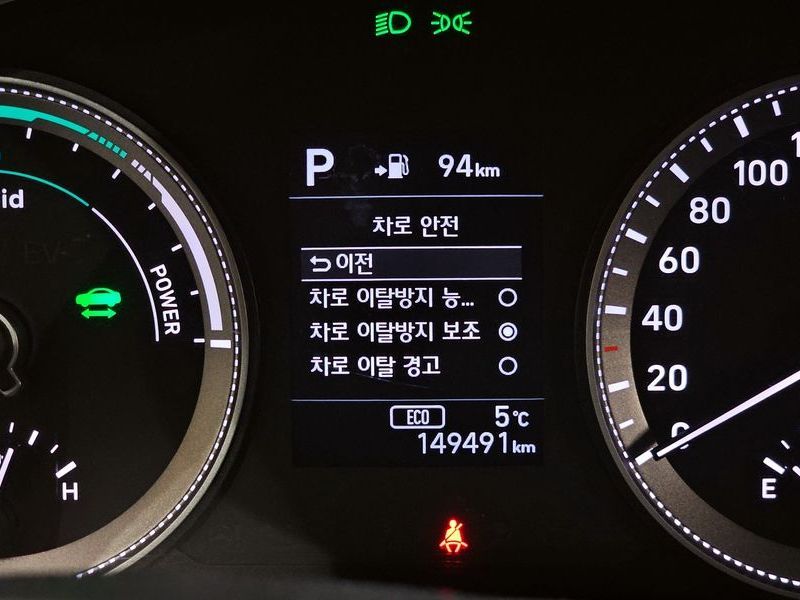 P 94km
차로 안전
이전
차로 이탈방지 능...
차로 이탈방지 보조
차로 이탈 경고
ECO 5℃
149491km
id
POWER
H
100
80
60
40
20
0
E